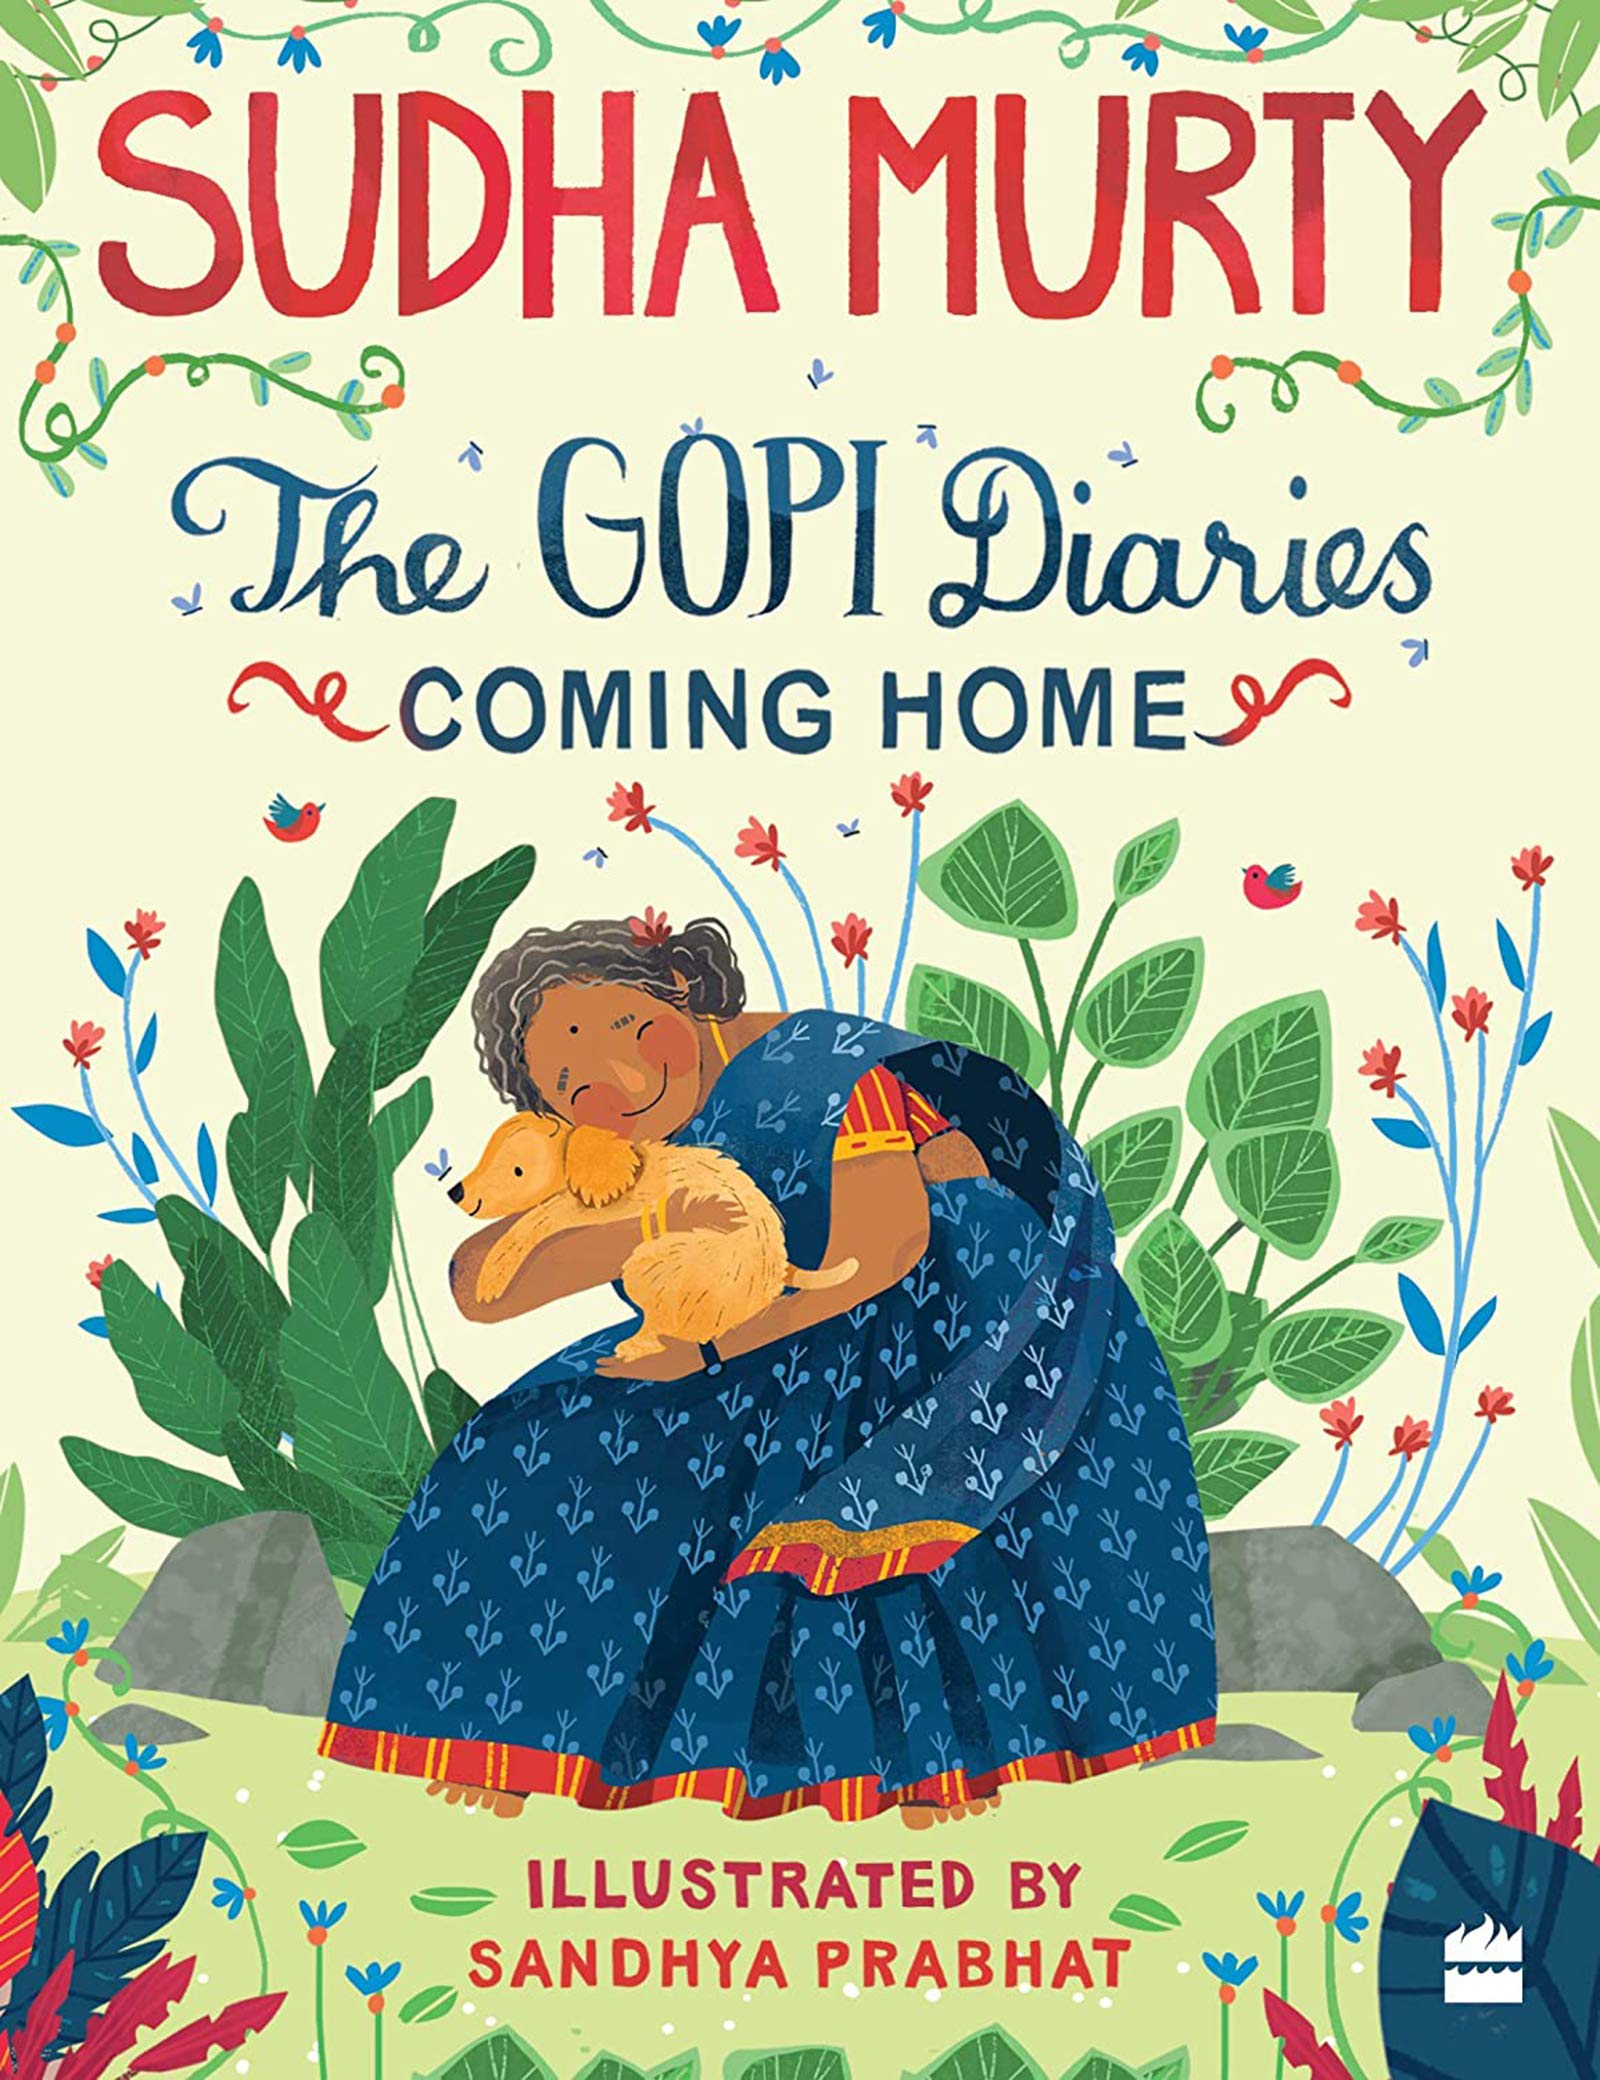 SUDHA MURTY
The GOPI Diaries
COMING HOME
ILLUSTRATED BY
SANDHYA PRABHAT